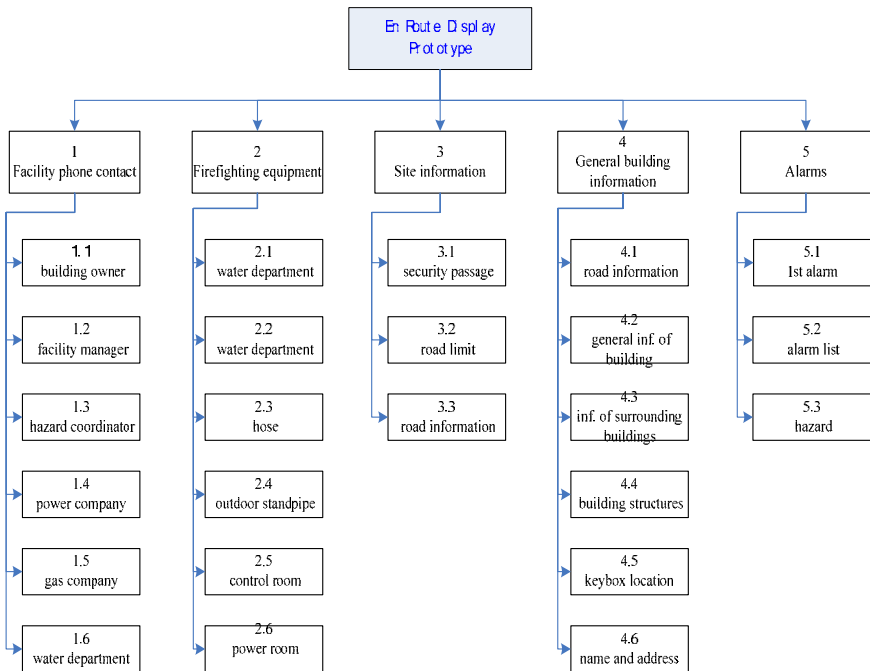 En Route Display
Prototype
1
Facility phone contact
2
Firefighting equipment
3
Site information
4
General building
information
5
Alarms
1.1
building owner
1.2
facility manager
1.3
hazard coordinator
1.4
power company
1.5
gas company
1.6
water department
2.1
water department
2.2
water department
2.3
hose
2.4
outdoor standpipe
2.5
control room
2.6
power room
3.1
security passage
3.2
road limit
3.3
road information
4.1
road information
4.2
general inf. of
building
4.3
inf. of surrounding
buildings
4.4
building structures
4.5
keybox location
4.6
name and address
5.1
1st alarm
5.2
alarm list
5.3
hazard